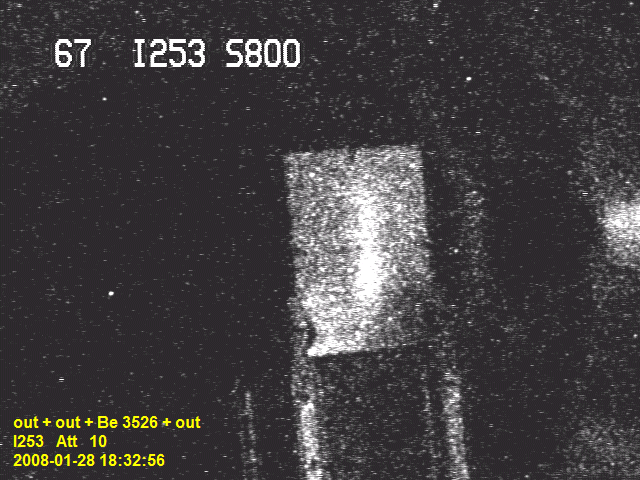 67 I253 S800
out + out + Be 3526 + out
I253 Att 10
2008-01-28 18:32:56